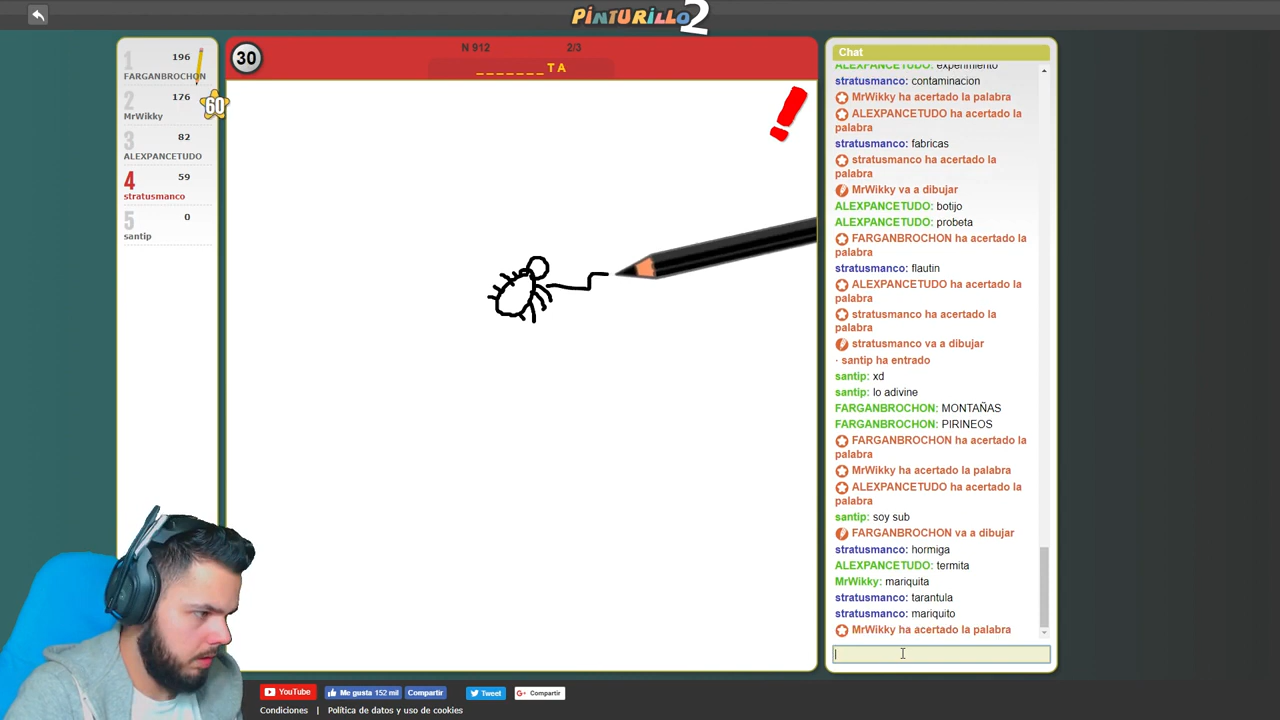 PINTURILLO 2
1 196
FARGANBROCHON
2 176
MrWikky
60
3 82
ALEXPANCETUDO
4 59
stratusmanco
5 0
santip
30
N 912 2/3
_ _ _ _ _ _ _ T A
!
Chat
ALEXPANCETUDO: experimento
stratusmanco: contaminacion
MrWikky ha acertado la palabra
ALEXPANCETUDO ha acertado la
palabra
stratusmanco: fabricas
stratusmanco ha acertado la
palabra
MrWikky va a dibujar
ALEXPANCETUDO: botijo
ALEXPANCETUDO: probeta
FARGANBROCHON ha acertado la
palabra
stratusmanco: flautin
ALEXPANCETUDO ha acertado la
palabra
stratusmanco ha acertado la
palabra
stratusmanco va a dibujar
· santip ha entrado
santip: xd
santip: lo adivine
FARGANBROCHON: MONTAÑAS
FARGANBROCHON: PIRINEOS
FARGANBROCHON ha acertado la
palabra
MrWikky ha acertado la palabra
ALEXPANCETUDO ha acertado la
palabra
santip: soy sub
FARGANBROCHON va a dibujar
stratusmanco: hormiga
ALEXPANCETUDO: termita
MrWikky: mariquita
stratusmanco: tarantula
stratusmanco: mariquito
MrWikky ha acertado la palabra
YouTube Me gusta 152 mil Compartir Tweet G+ Compartir
Condiciones | Política de datos y uso de cookies